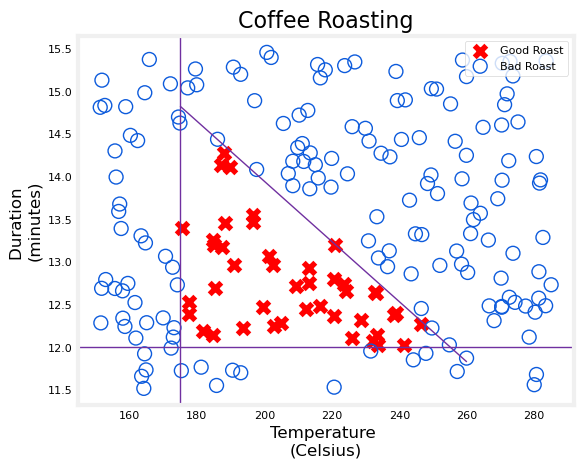 Coffee Roasting
Good Roast
Bad Roast
15.5
15.0
14.5
14.0
13.5
13.0
12.5
12.0
11.5
Duration
(minutes)
160
180
200
220
240
260
280
Temperature
(Celsius)